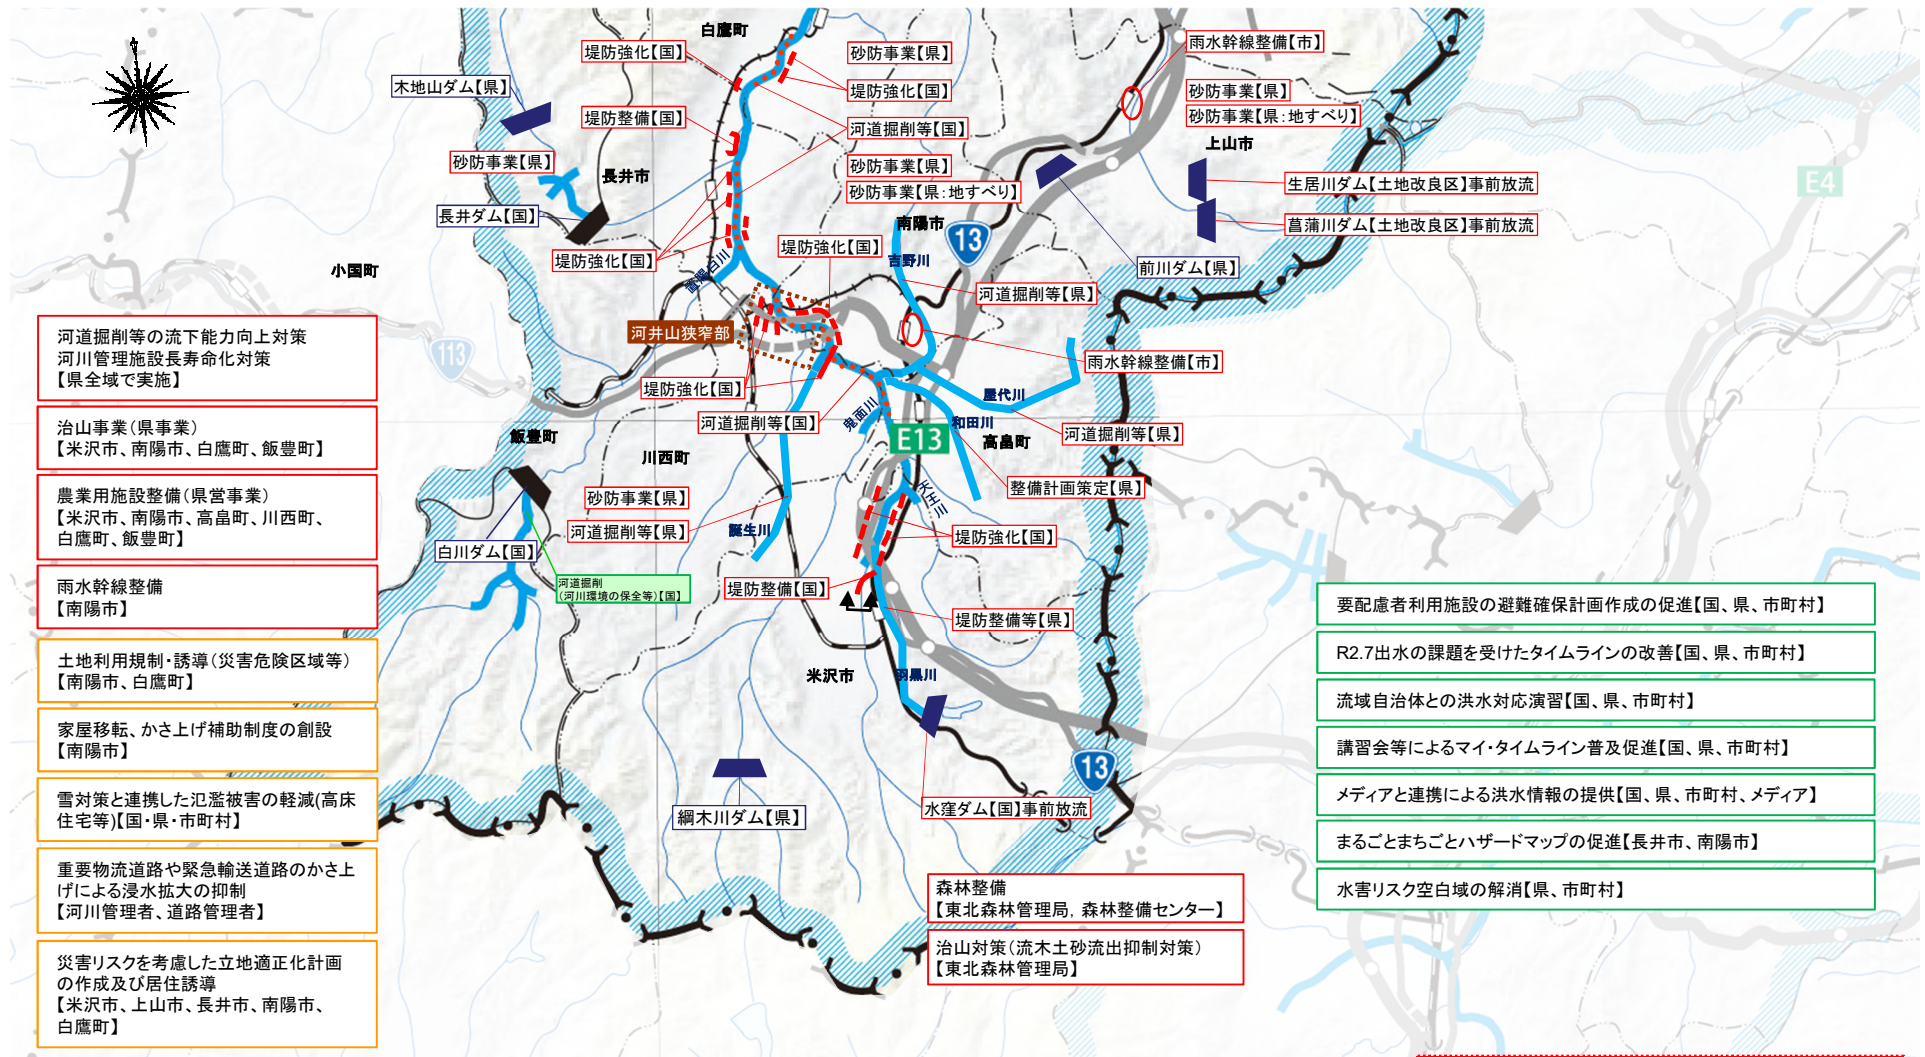 白鷹町
堤防強化【国】
砂防事業【県】
雨水幹線整備【市】
木地山ダム【県】
堤防強化【国】
砂防事業【県】
砂防事業【県：地すべり】
堤防整備【国】
河道掘削等【国】
上山市
砂防事業【県】
長井市
砂防事業【県】
砂防事業【県：地すべり】
生居川ダム【土地改良区】事前放流
長井ダム【国】
南陽市
13
菖蒲川ダム【土地改良区】事前放流
堤防強化【国】
堤防強化【国】
吉野川
前川ダム【県】
小国町
置賜白川
河道掘削等【県】
E4
113
河井山狭窄部
雨水幹線整備【市】
堤防強化【国】
屋代川
河道掘削等【国】
鬼面川
和田川
河道掘削等【県】
飯豊町
E13
高畠町
川西町
砂防事業【県】
整備計画策定【県】
天王川
河道掘削等【県】
誕生川
堤防強化【国】
白川ダム【国】
河道掘削
（河川環境の保全等）【国】
堤防整備【国】
堤防整備等【県】
米沢市
羽黒川
13
綱木川ダム【県】
水窪ダム【国】事前放流
河道掘削等の流下能力向上対策
河川管理施設長寿命化対策
【県全域で実施】
治山事業（県事業）
【米沢市、南陽市、白鷹町、飯豊町】
農業用施設整備（県営事業）
【米沢市、南陽市、高畠町、川西町、
白鷹町、飯豊町】
雨水幹線整備
【南陽市】
土地利用規制・誘導（災害危険区域等）
【南陽市、白鷹町】
家屋移転、かさ上げ補助制度の創設
【南陽市】
雪対策と連携した氾濫被害の軽減(高床
住宅等)【国・県・市町村】
重要物流道路や緊急輸送道路のかさ上
げによる浸水拡大の抑制
【河川管理者、道路管理者】
災害リスクを考慮した立地適正化計画
の作成及び居住誘導
【米沢市、上山市、長井市、南陽市、
白鷹町】
森林整備
【東北森林管理局，森林整備センター】
治山対策（流木土砂流出抑制対策）
【東北森林管理局】
要配慮者利用施設の避難確保計画作成の促進【国、県、市町村】
R2.7出水の課題を受けたタイムラインの改善【国、県、市町村】
流域自治体との洪水対応演習【国、県、市町村】
講習会等によるマイ・タイムライン普及促進【国、県、市町村】
メディアと連携による洪水情報の提供【国、県、市町村、メディア】
まるごとまちごとハザードマップの促進【長井市、南陽市】
水害リスク空白域の解消【県、市町村】